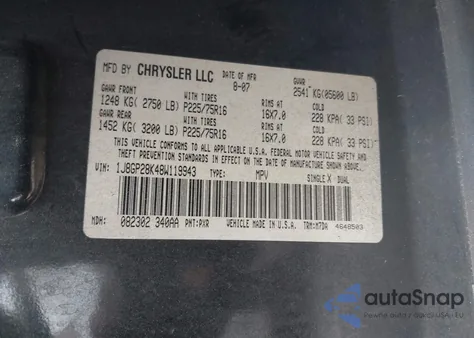 MFD BY CHRYSLER LLC DATE OF MFR 8-07 GVWR 2541 KG(05600 LB)
GAWR FRONT WITH TIRES RIMS AT COLD
1248 KG( 2750 LB) P225/75R16 16X7.0 228 KPA( 33 PSI)
GAWR REAR WITH TIRES RIMS AT COLD
1452 KG( 3200 LB) P225/75R16 16X7.0 228 KPA( 33 PSI)
THIS VEHICLE CONFORMS TO ALL APPLICABLE U.S.A. FEDERAL MOTOR VEHICLE SAFETY AND
THEFT PREVENTION STANDARDS IN EFFECT ON THE DATE OF MANUFACTURE SHOWN ABOVE.
VIN: 1J8GP28K48W119943 TYPE: MPV SINGLE X DUAL
MDH: 082302 340AA PNT:PXR VEHICLE MADE IN U.S.A. TRM:M7DA 4648503
autoSnap